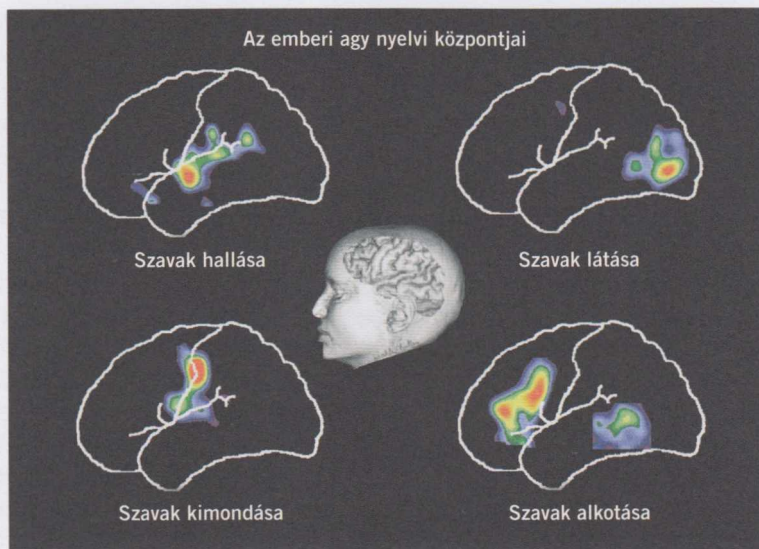 Az emberi agy nyelvi központjai
Szavak hallása
Szavak látása
Szavak kimondása
Szavak alkotása